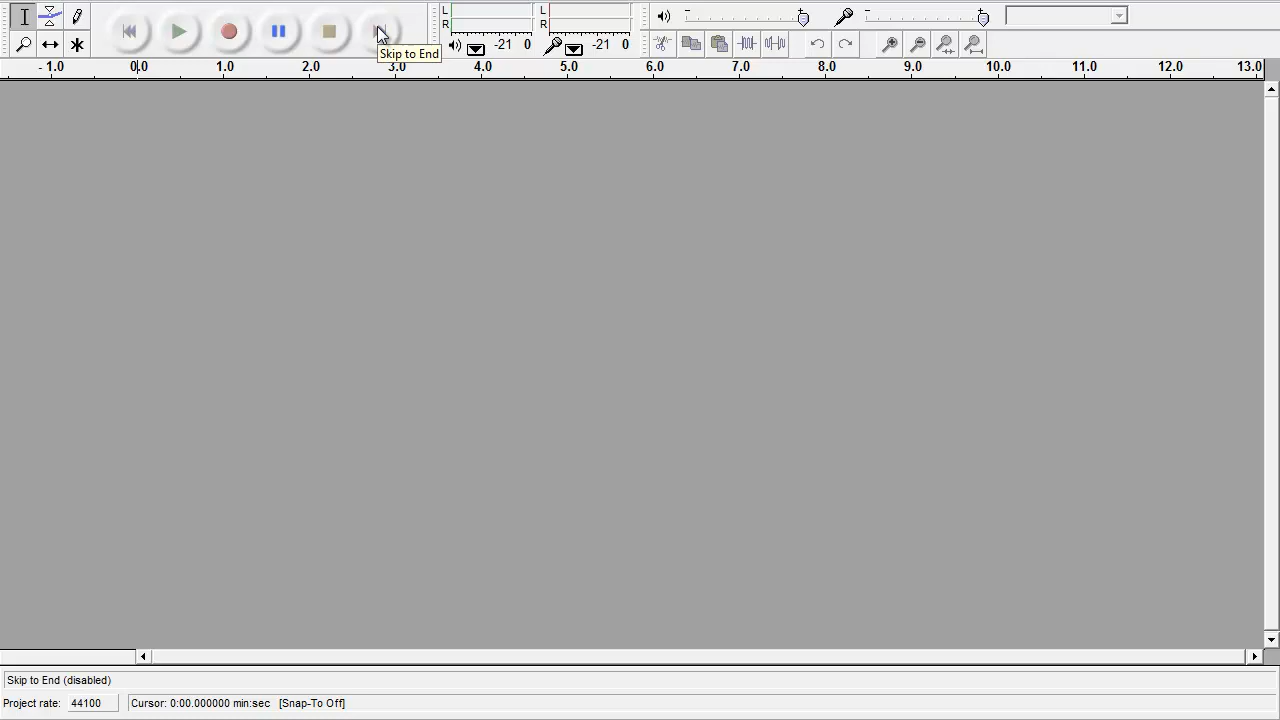 L
R
-21 0
L
R
-21 0
Skip to End
- 1.0 0.0 1.0 2.0 3.0 4.0 5.0 6.0 7.0 8.0 9.0 10.0 11.0 12.0 13.0
Skip to End (disabled)
Project rate: 44100 Cursor: 0:00.000000 min:sec [Snap-To Off]